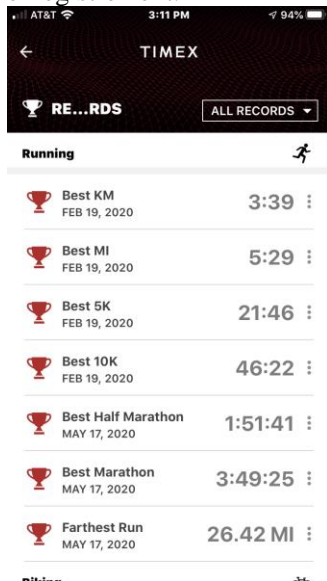 AT&T 3:11 PM 94%
TIMEX
RE...RDS ALL RECORDS
Running
Best KM
FEB 19, 2020
3:39
Best MI
FEB 19, 2020
5:29
Best 5K
FEB 19, 2020
21:46
Best 10K
FEB 19, 2020
46:22
Best Half Marathon
MAY 17, 2020
1:51:41
Best Marathon
MAY 17, 2020
3:49:25
Farthest Run
MAY 17, 2020
26.42 MI
Biking